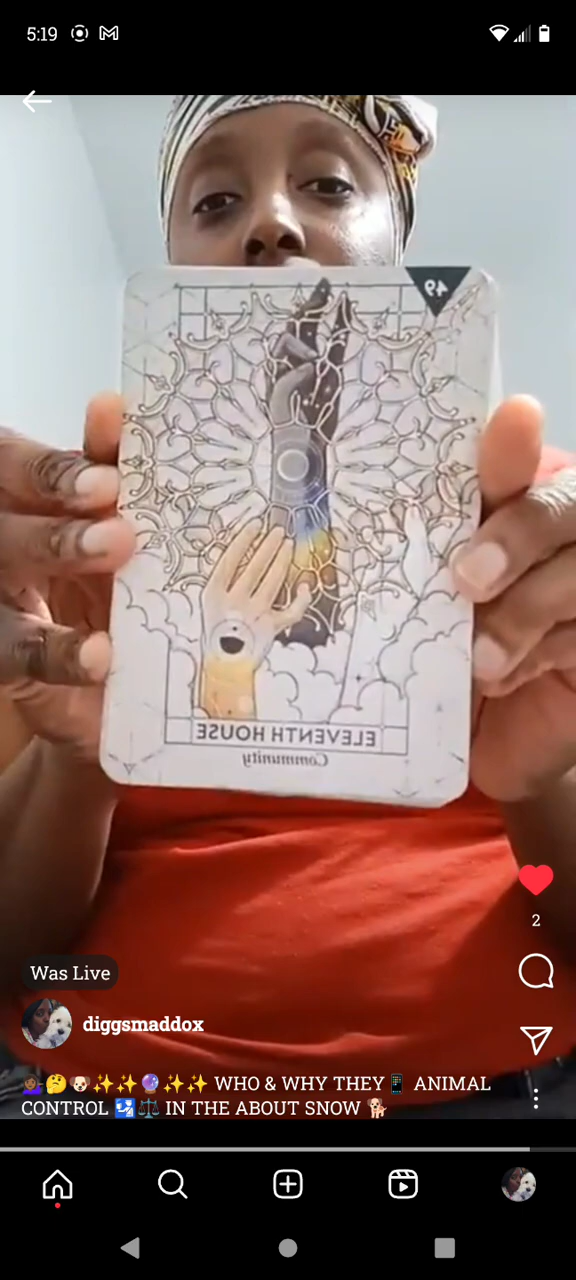 5:19
49
ELEVENTH HOUSE
Community
Was Live
2
diggsmaddox
💁🏾‍♀️🤔🐶✨✨🔮✨✨ WHO & WHY THEY📱 ANIMAL
CONTROL 🛂⚖️ IN THE ABOUT SNOW 🐕